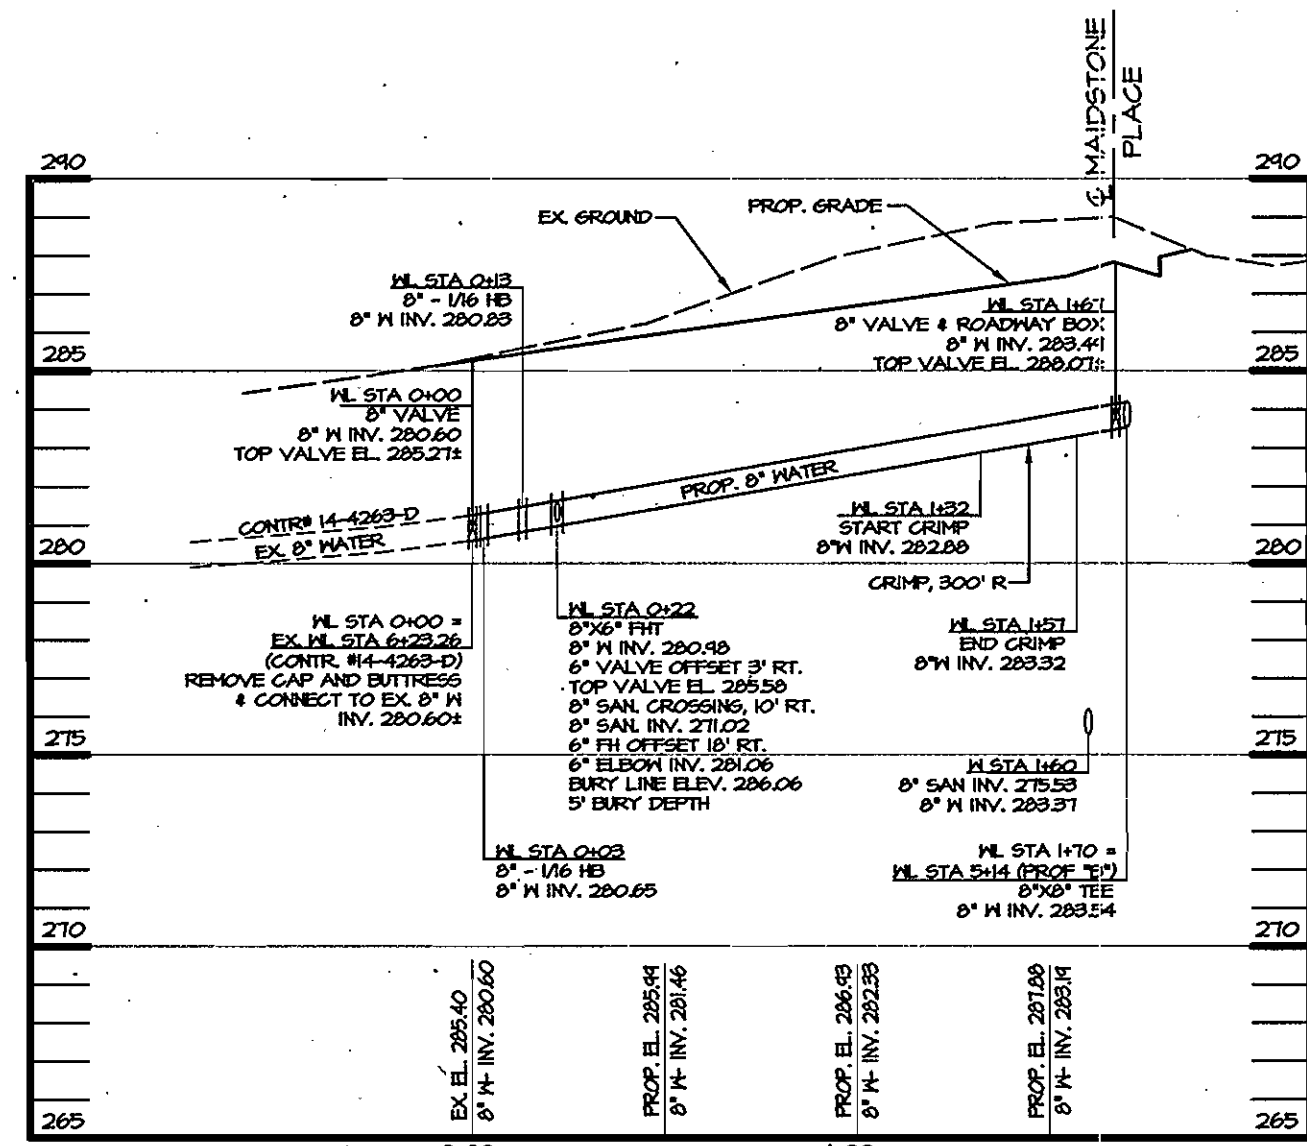 ℄ MAIDSTONE
PLACE
290
290
EX. GROUND
PROP. GRADE
WL STA 0+13
8" - 1/16 HB
8" W INV. 280.83
WL STA 1+67
8" VALVE & ROADWAY BOX
8" W INV. 283.49
TOP VALVE EL. 288.07±
285
285
WL STA 0+00
8" VALVE
8" W INV. 280.60
TOP VALVE EL. 285.27±
PROP. 8" WATER
CONTR# 14-4263-D
EX. 8" WATER
WL STA 1+32
START CRIMP
8"W INV. 282.88
280
280
CRIMP, 300' R
WL STA 0+00 =
EX. WL STA 6+23.26
(CONTR. #14-4263-D)
REMOVE CAP AND BUTTRESS
& CONNECT TO EX. 8" W
INV. 280.60±
WL STA 0+22
8"X6" FHT
8" W INV. 280.98
6" VALVE OFFSET 3' RT.
TOP VALVE EL. 285.58
8" SAN. CROSSING, 10' RT.
8" SAN. INV. 271.02
6" FH OFFSET 18' RT.
6" ELBOW INV. 281.06
BURY LINE ELEV. 286.06
5' BURY DEPTH
WL STA 1+57
END CRIMP
8"W INV. 283.32
275
275
W STA 1+60
8" SAN INV. 275.53
8" W INV. 283.37
WL STA 0+03
8" - 1/16 HB
8" W INV. 280.65
WL STA 1+70 =
WL STA 5+14 (PROF "E1")
8"X8" TEE
8" W INV. 283.54
270
270
EX. EL. 285.40
8" W- INV. 280.60
PROP. EL. 285.99
8" W- INV. 281.46
PROP. EL. 286.93
8" W- INV. 282.33
PROP. EL. 287.88
8" W- INV. 283.19
265
265